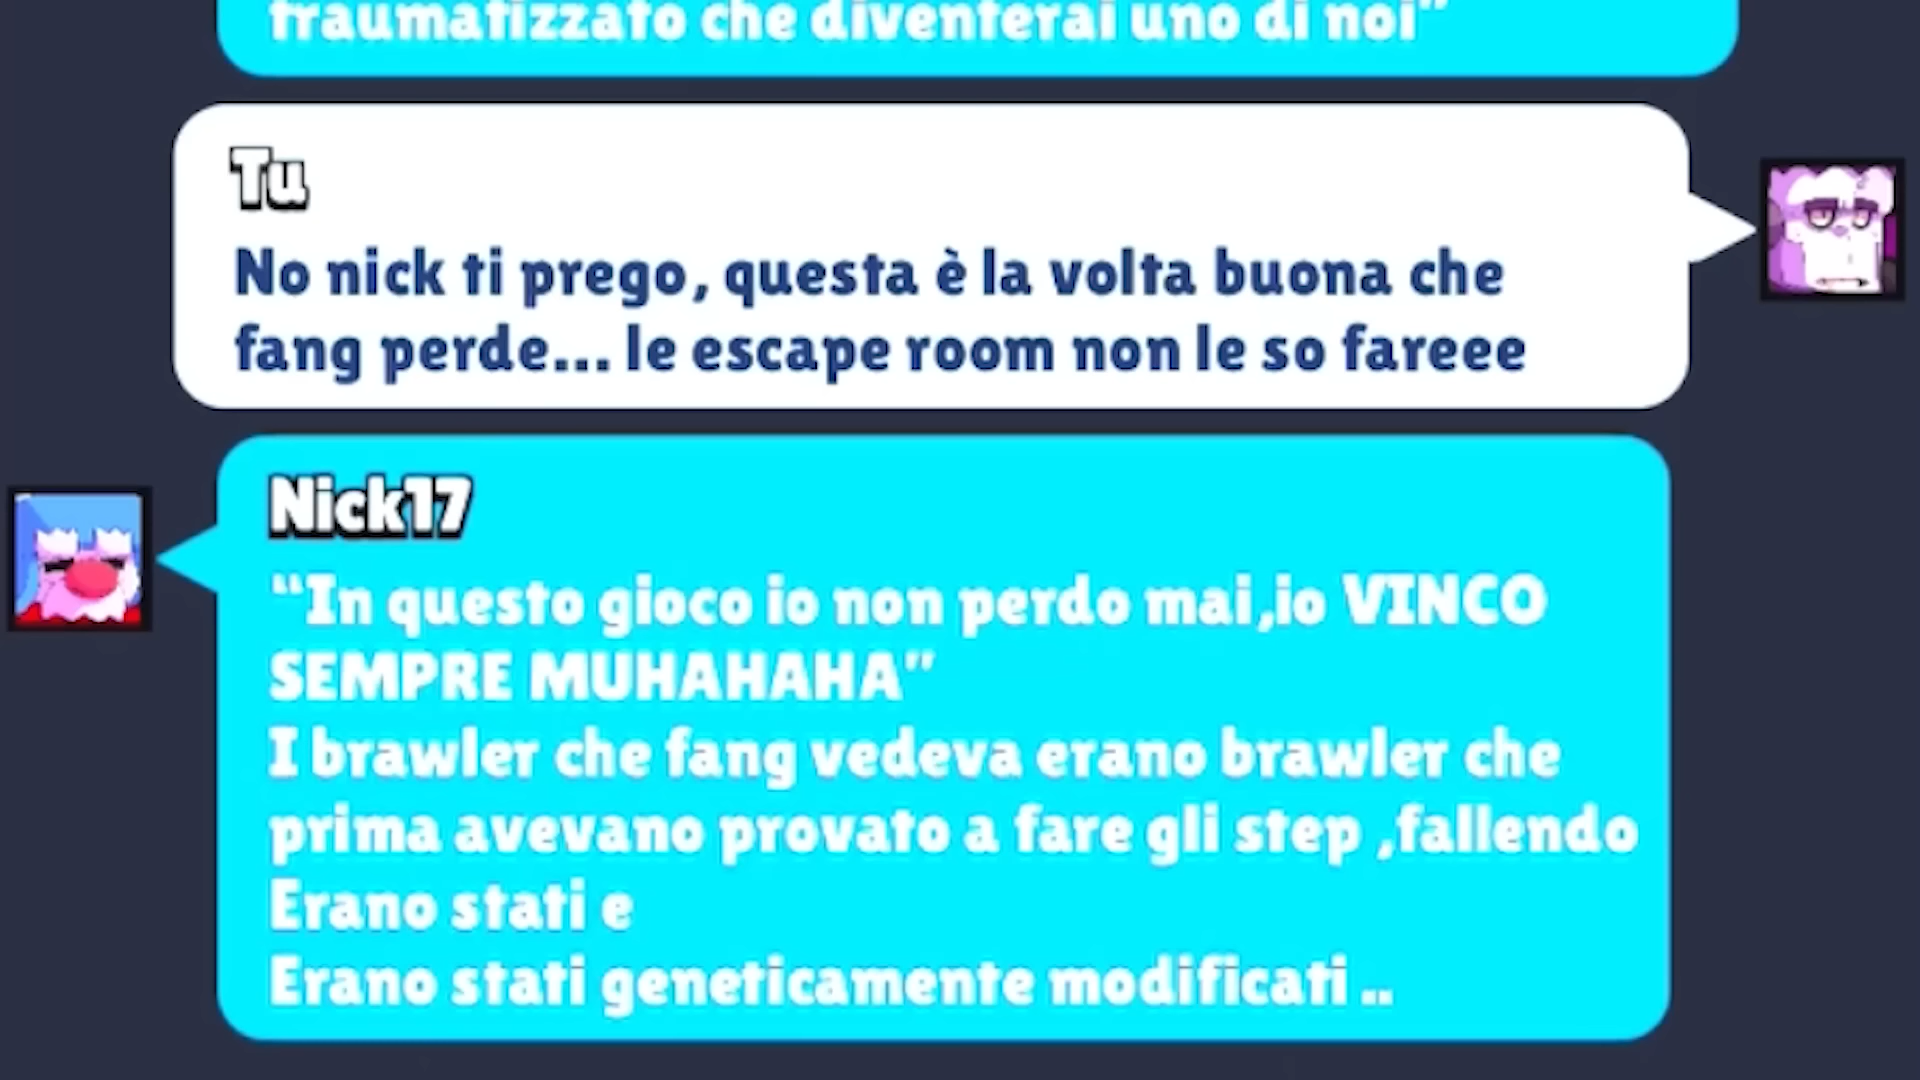 traumatizzato che diventerai uno di noi”
Tu
No nick ti prego, questa è la volta buona che
fang perde... le escape room non le so fareee
Nick17
“In questo gioco io non perdo mai,io VINCO
SEMPRE MUHAHAHA”
I brawler che fang vedeva erano brawler che
prima avevano provato a fare gli step ,fallendo
Erano stati e
Erano stati geneticamente modificati ..